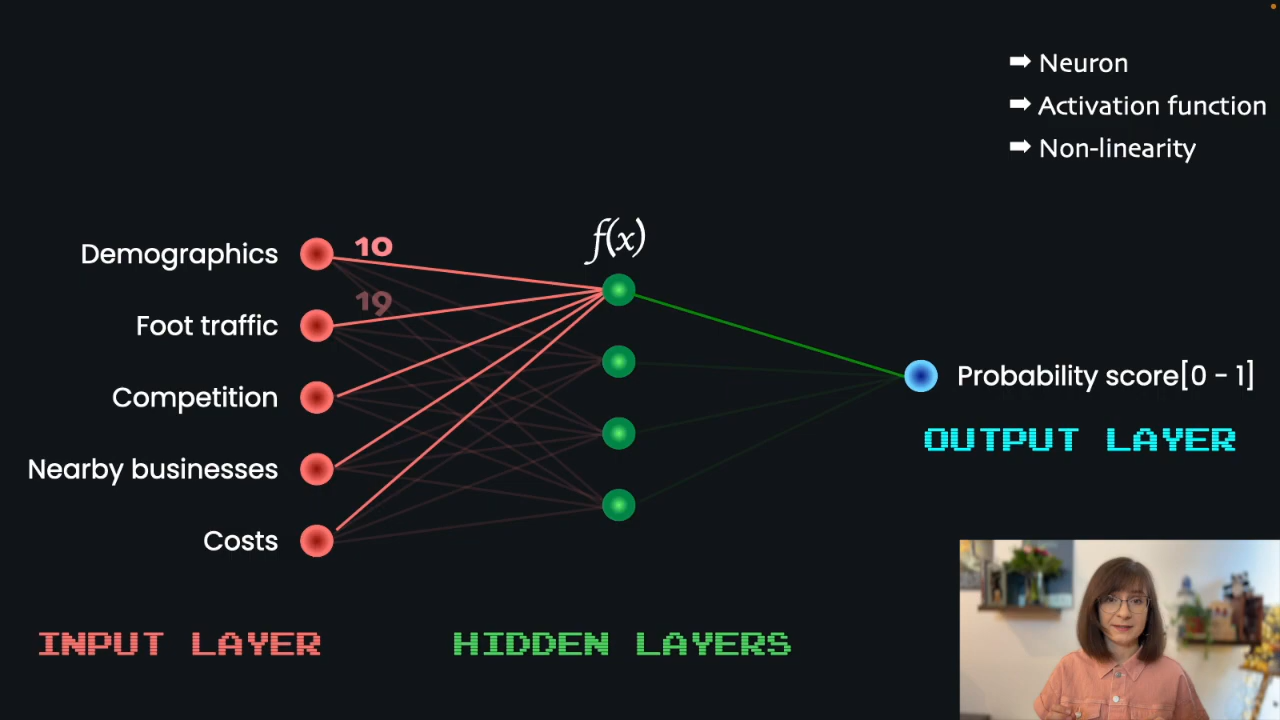 ➡ Neuron
➡ Activation function
➡ Non-linearity
f(x)
Demographics
10
19
Foot traffic
Competition
Nearby businesses
Costs
Probability score[0 - 1]
OUTPUT LAYER
INPUT LAYER
HIDDEN LAYERS